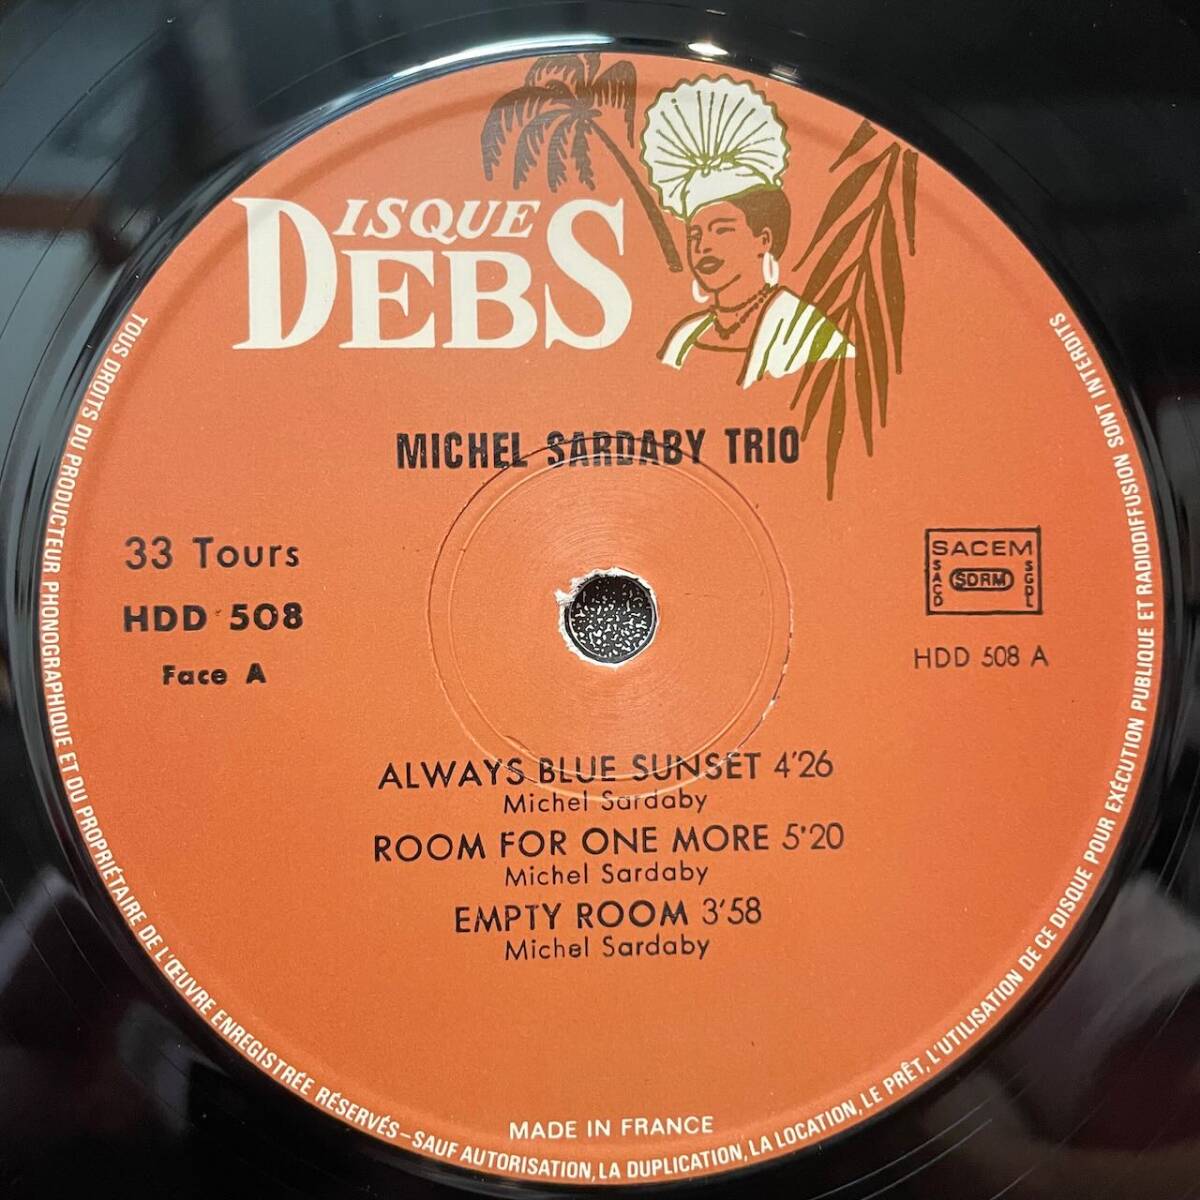 DISQUE
DEBS
MICHEL SARDABY TRIO
33 Tours
HDD 508
Face A
SACEM
SACD
SDRM
SGDL
HDD 508 A
ALWAYS BLUE SUNSET 4'26
Michel Sardaby
ROOM FOR ONE MORE 5'20
Michel Sardaby
EMPTY ROOM 3'58
Michel Sardaby
MADE IN FRANCE
TOUS DROITS DU PRODUCTEUR PHONOGRAPHIQUE ET DU PROPRIÉTAIRE DE L'ŒUVRE ENREGISTRÉE RÉSERVÉS-SAUF AUTORISATION, LA DUPLICATION, LA LOCATION, LE PRÊT, L'UTILISATION DE CE DISQUE POUR EXÉCUTION PUBLIQUE ET RADIODIFFUSION SONT INTERDITS